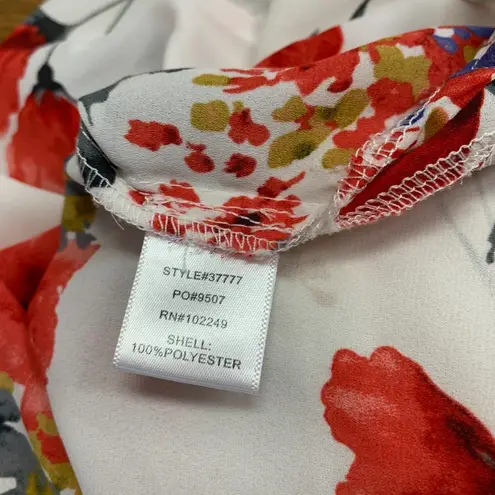 STYLE#37777
PO#9507
RN#102249
SHELL:
100%POLYESTER